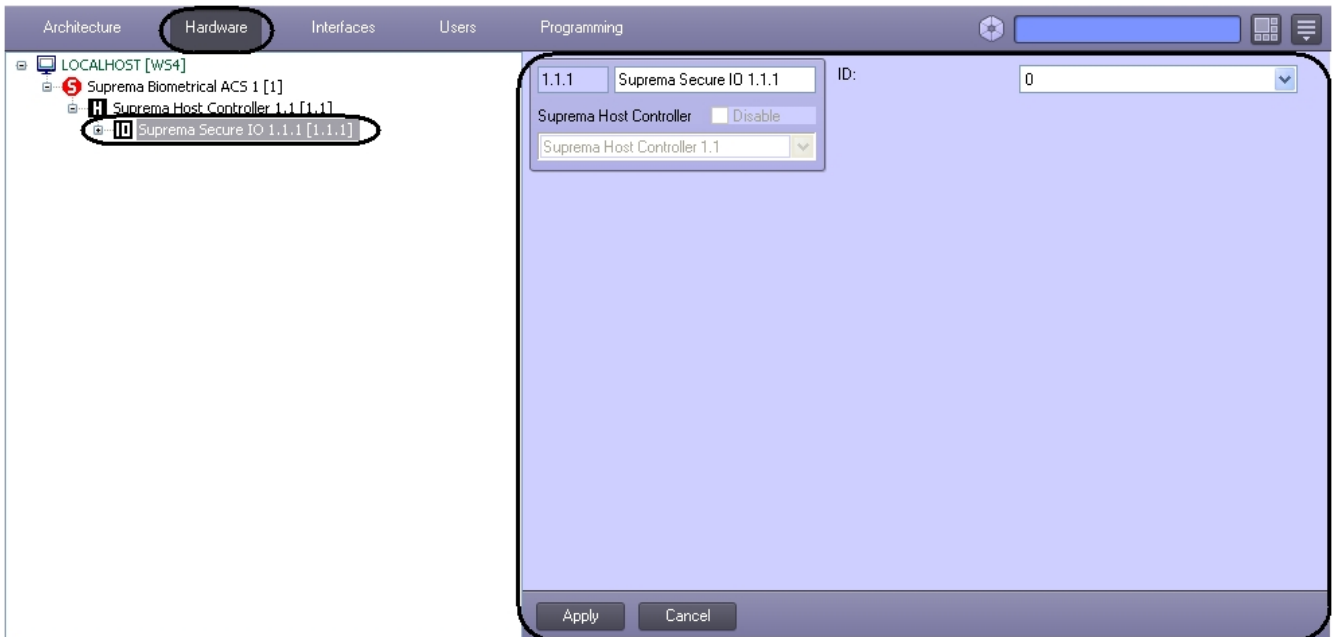 Architecture Hardware Interfaces Users Programming
LOCALHOST [WS4]
S Suprema Biometrical ACS 1 [1]
H Suprema Host Controller 1.1 [1.1]
IO Suprema Secure IO 1.1.1 [1.1.1]
1.1.1 Suprema Secure IO 1.1.1
Suprema Host Controller Disable
Suprema Host Controller 1.1
ID: 0
Apply Cancel